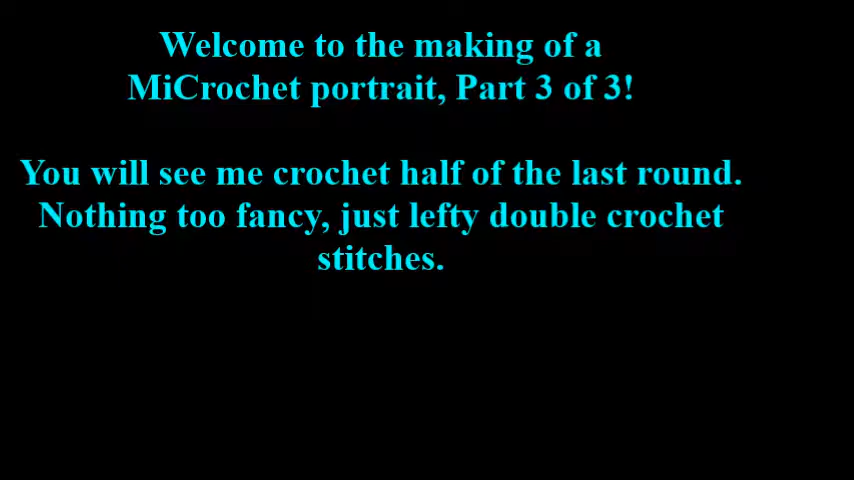 Welcome to the making of a
MiCrochet portrait, Part 3 of 3!
You will see me crochet half of the last round.
Nothing too fancy, just lefty double crochet
stitches.